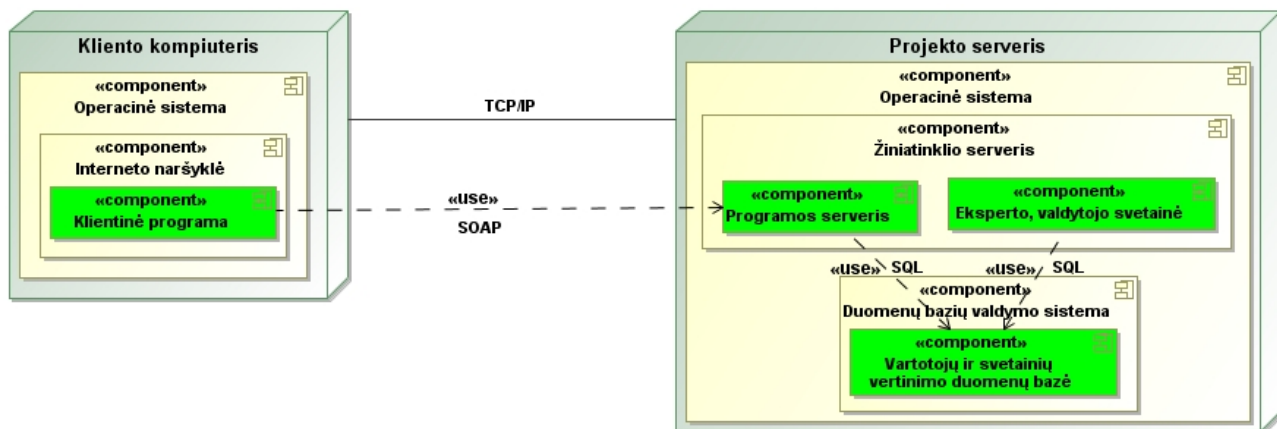 Kliento kompiuteris
«component»
Operacinė sistema
«component»
Interneto naršyklė
«component»
Klientinė programa
TCP/IP
«use»
SOAP
Projekto serveris
«component»
Operacinė sistema
«component»
Žiniatinklio serveris
«component»
Programos serveris
«component»
Eksperto, valdytojo svetainė
«use» SQL
«use» SQL
«component»
Duomenų bazių valdymo sistema
«component»
Vartotojų ir svetainių
vertinimo duomenų bazė